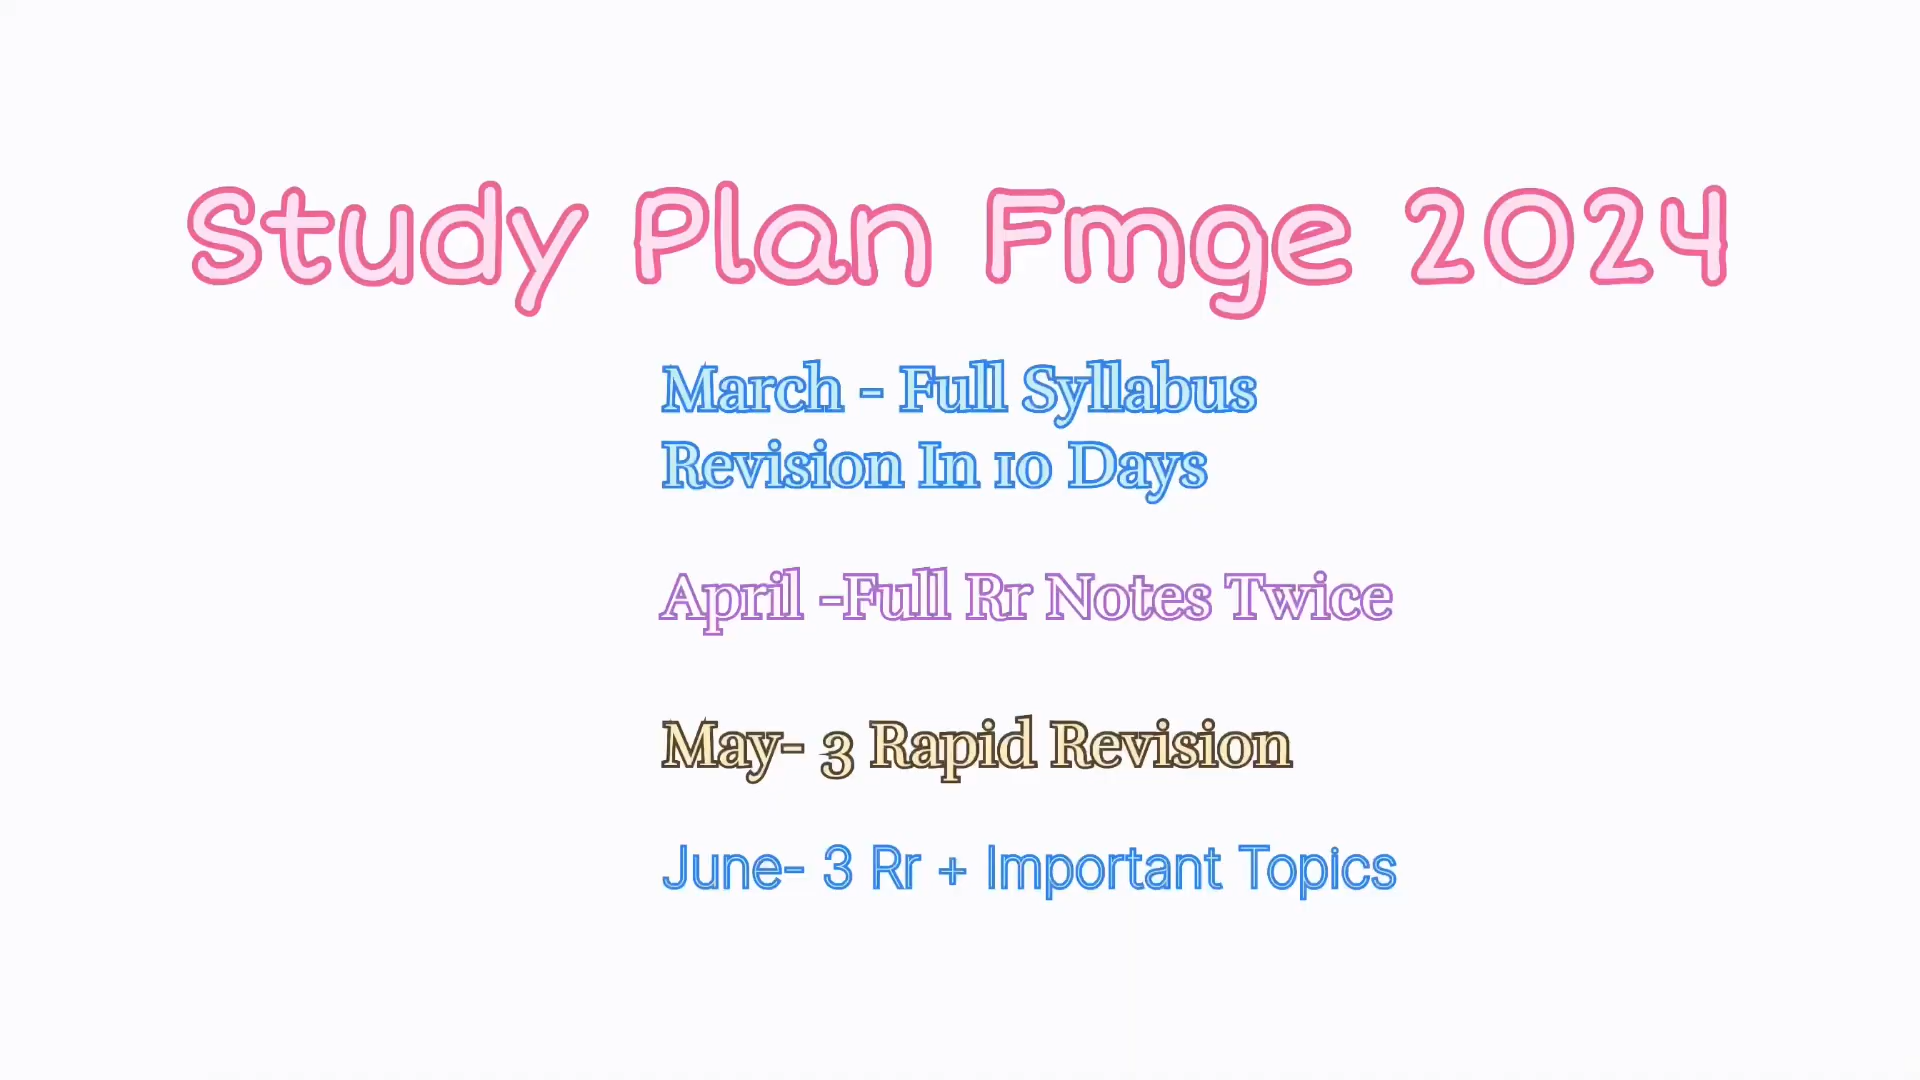 Study Plan Fmge 2024
March - Full Syllabus
Revision In 10 Days
April -Full Rr Notes Twice
May- 3 Rapid Revision
June- 3 Rr + Important Topics